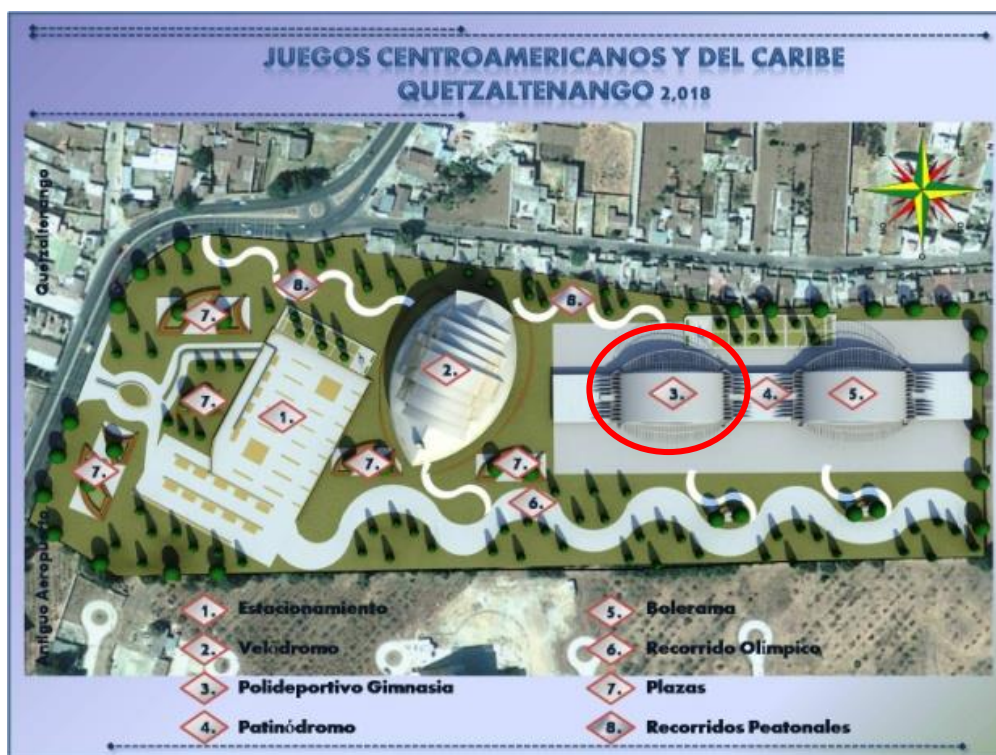 JUEGOS CENTROAMERICANOS Y DEL CARIBE
QUETZALTENANGO 2,018
Quetzaltenango
Antiguo Aeropuerto
8.
8.
7.
2.
3.
4.
5.
7.
1.
7.
7.
7.
6.
1. Estacionamiento
2. Velódromo
3. Polideportivo Gimnasia
4. Patinódromo
5. Bolerama
6. Recorrido Olímpico
7. Plazas
8. Recorridos Peatonales